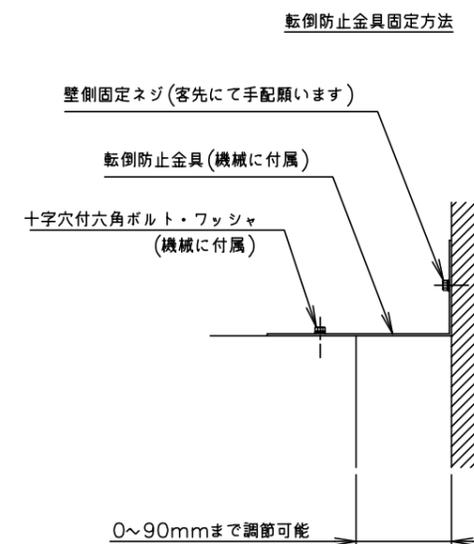 転倒防止金具固定方法
壁側固定ネジ(客先にて手配願います)
転倒防止金具(機械に付属)
十字穴付六角ボルト・ワッシャ
(機械に付属)
0～90mmまで調節可能